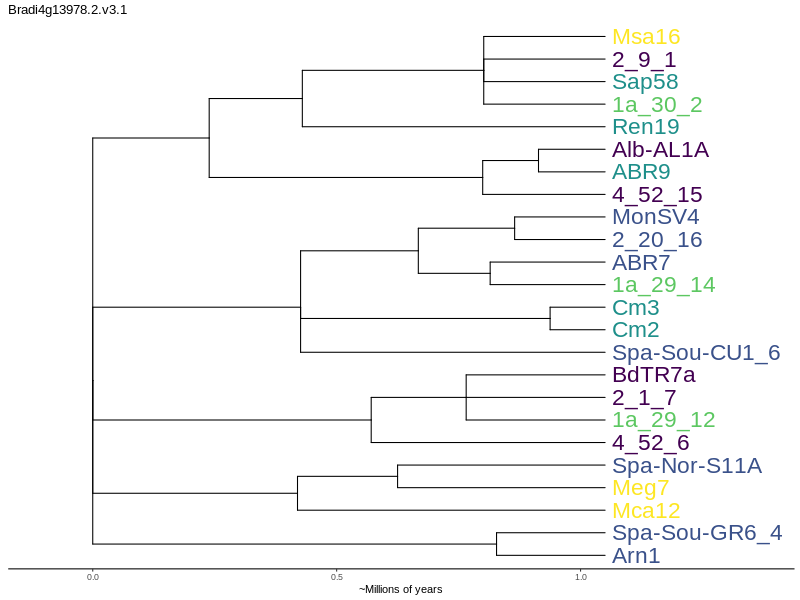 Bradi4g13978.2.v3.1
Msa16
2_9_1
Sap58
1a_30_2
Ren19
Alb-AL1A
ABR9
4_52_15
MonSV4
2_20_16
ABR7
1a_29_14
Cm3
Cm2
Spa-Sou-CU1_6
BdTR7a
2_1_7
1a_29_12
4_52_6
Spa-Nor-S11A
Meg7
Mca12
Spa-Sou-GR6_4
Arn1
0.0 0.5 1.0
~Millions of years